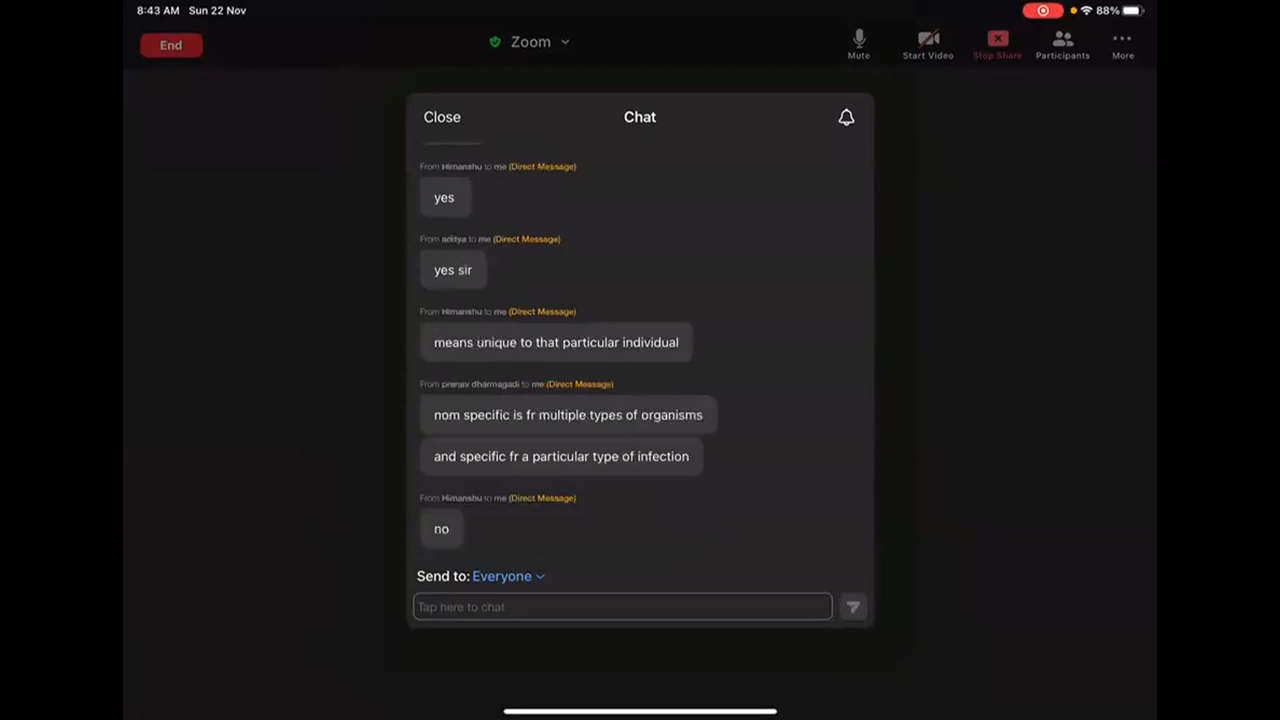 8:43 AM Sun 22 Nov
88%
End
Zoom
Mute
Start Video
Stop Share
Participants
More
Close
Chat
From Himanshu to me (Direct Message)
yes
From aditya to me (Direct Message)
yes sir
From Himanshu to me (Direct Message)
means unique to that particular individual
From pranav dharmagadi to me (Direct Message)
nom specific is fr multiple types of organisms
and specific fr a particular type of infection
From Himanshu to me (Direct Message)
no
Send to: Everyone
Tap here to chat